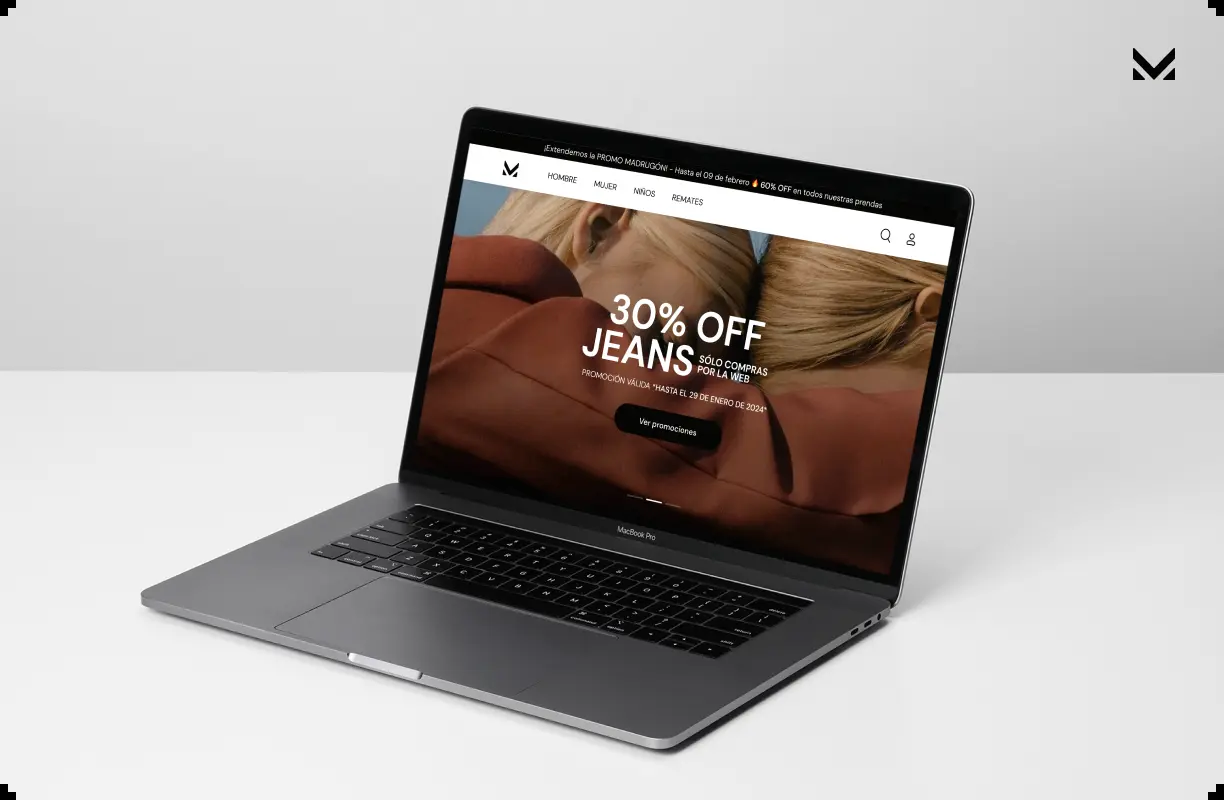 ¡Extendemos la PROMO MADRUGÓN! - Hasta el 09 de febrero 🔥 60% OFF en todos nuestras prendas
HOMBRE MUJER NIÑOS REMATES
30% OFF
JEANS SÓLO COMPRAS
POR LA WEB
PROMOCIÓN VÁLIDA *HASTA EL 29 DE ENERO DE 2024*
Ver promociones
MacBook Pro